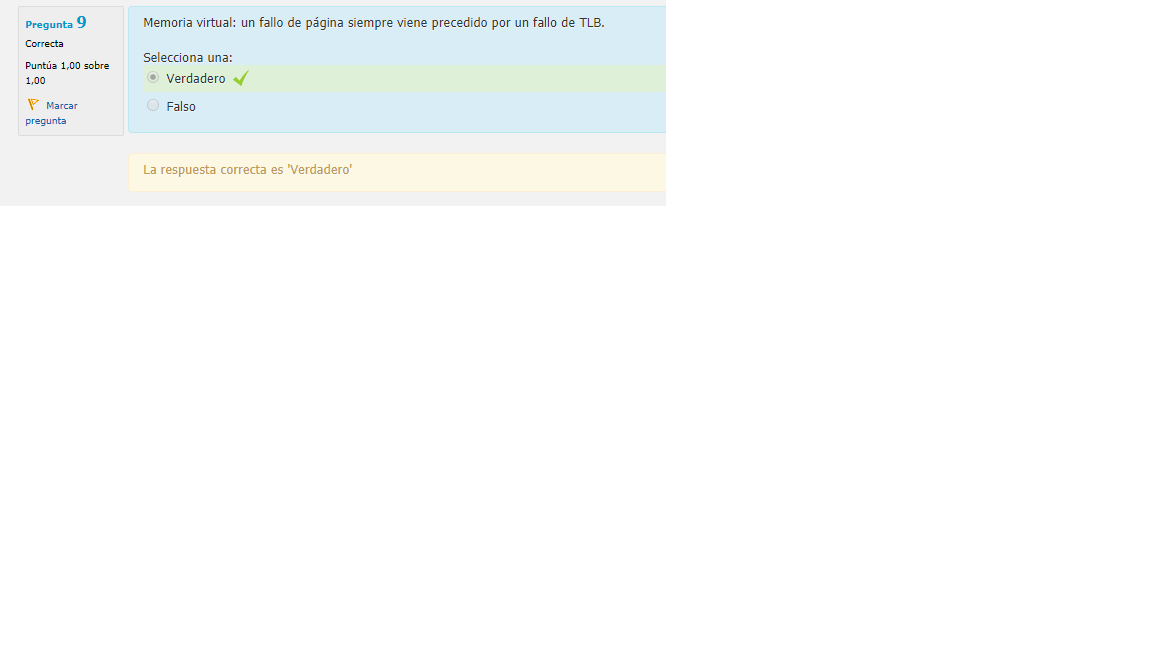 Pregunta 9
Correcta
Puntúa 1,00 sobre
1,00
Marcar
pregunta
Memoria virtual: un fallo de página siempre viene precedido por un fallo de TLB.
Selecciona una:
Verdadero
Falso
La respuesta correcta es 'Verdadero'